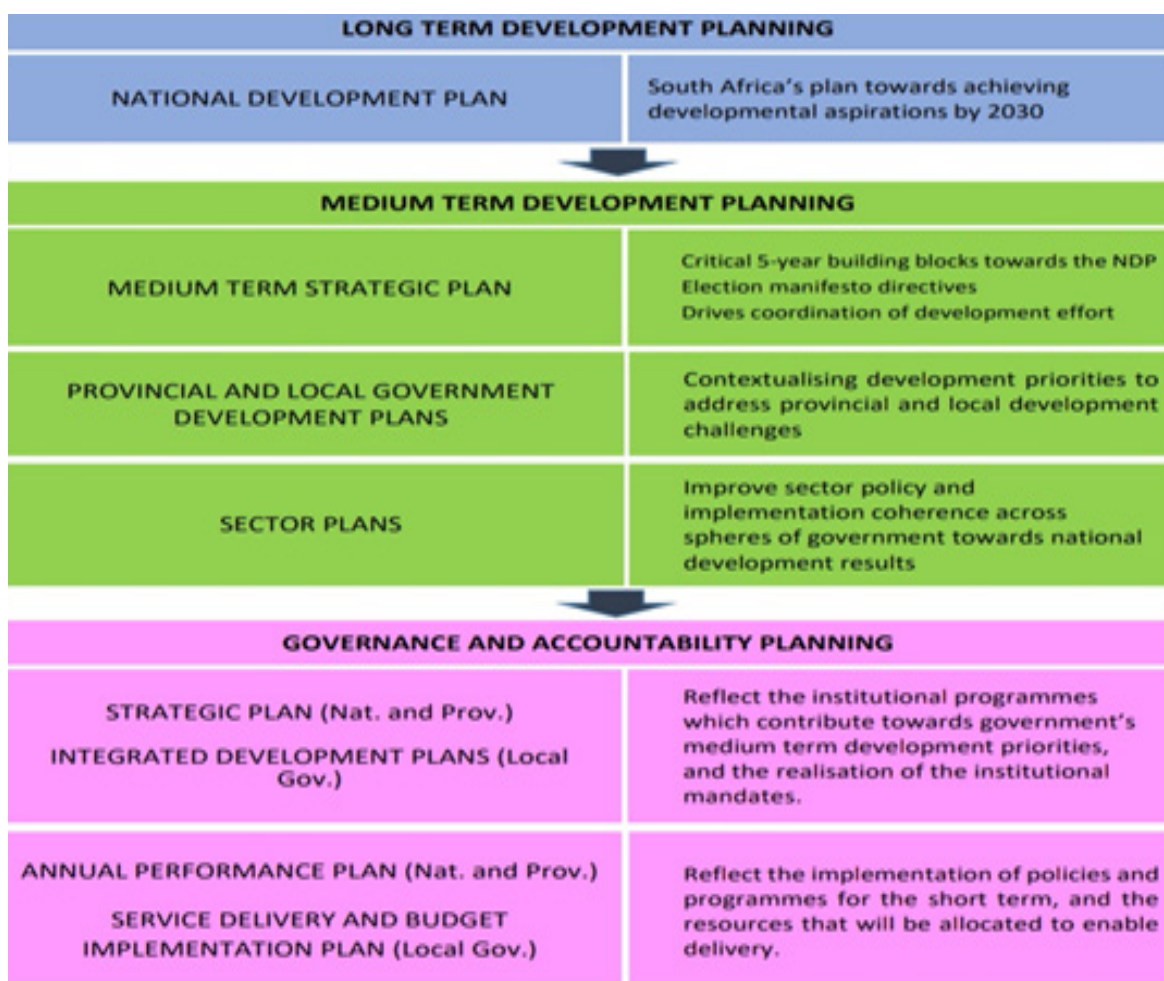 LONG TERM DEVELOPMENT PLANNING
NATIONAL DEVELOPMENT PLAN
South Africa's plan towards achieving
developmental aspirations by 2030
MEDIUM TERM DEVELOPMENT PLANNING
MEDIUM TERM STRATEGIC PLAN
Critical 5-year building blocks towards the NDP
Election manifesto directives
Drives coordination of development effort
PROVINCIAL AND LOCAL GOVERNMENT
DEVELOPMENT PLANS
Contextualising development priorities to
address provincial and local development
challenges
SECTOR PLANS
Improve sector policy and
implementation coherence across
spheres of government towards national
development results
GOVERNANCE AND ACCOUNTABILITY PLANNING
STRATEGIC PLAN (Nat. and Prov.)
INTEGRATED DEVELOPMENT PLANS (Local
Gov.)
Reflect the institutional programmes
which contribute towards government's
medium term development priorities,
and the realisation of the institutional
mandates.
ANNUAL PERFORMANCE PLAN (Nat. and Prov.)
SERVICE DELIVERY AND BUDGET
IMPLEMENTATION PLAN (Local Gov.)
Reflect the implementation of policies and
programmes for the short term, and the
resources that will be allocated to enable
delivery.